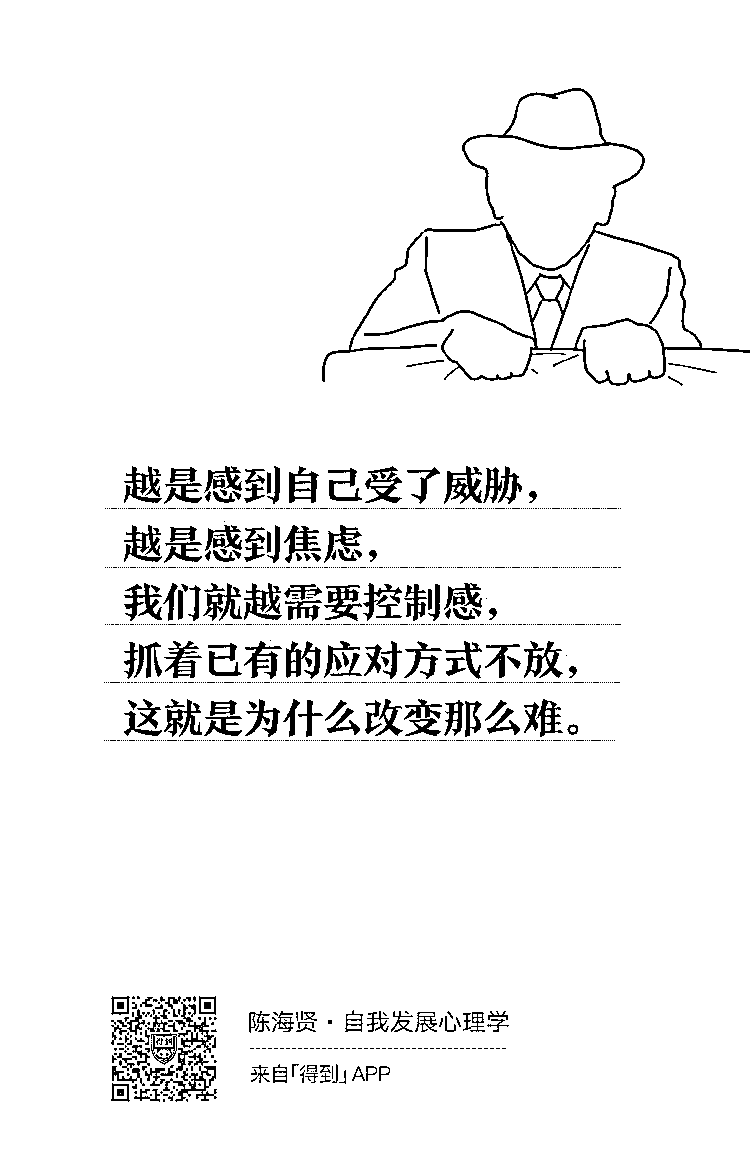 越是感到自己受了威胁，
越是感到焦虑，
我们就越需要控制感，
抓着已有的应对方式不放，
这就是为什么改变那么难。
陈海贤·自我发展心理学
来自「得到」APP